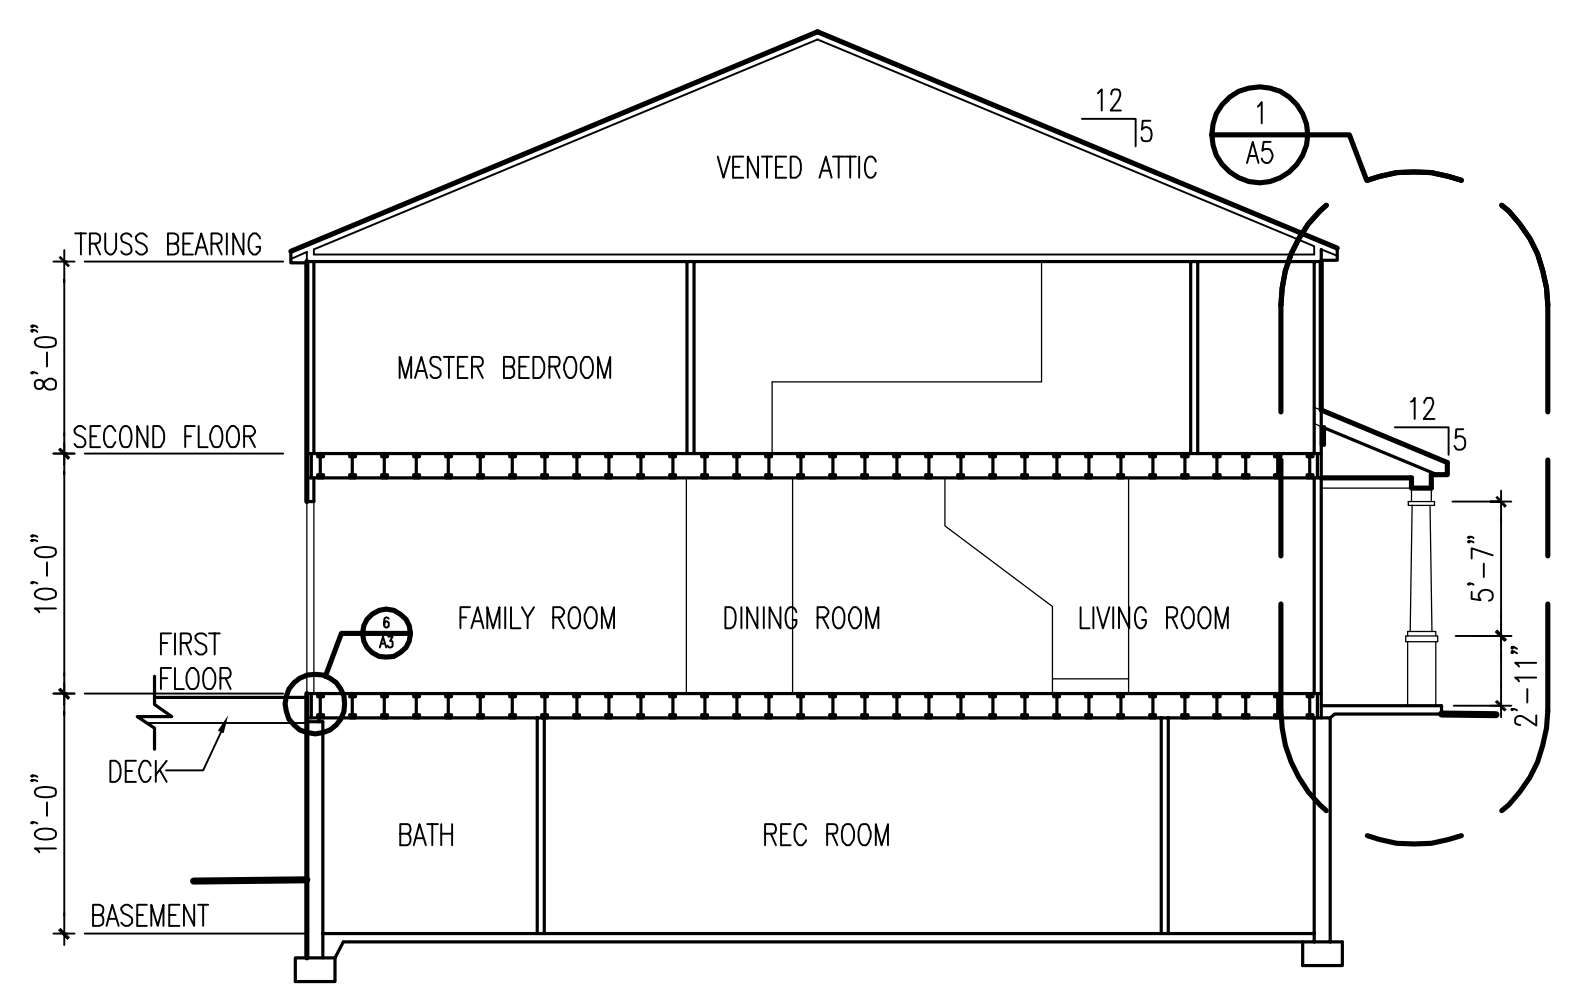 12
5
1
A5
VENTED ATTIC
TRUSS BEARING
8'-0"
MASTER BEDROOM
12
5
SECOND FLOOR
10'-0"
5'-7"
FAMILY ROOM
DINING ROOM
LIVING ROOM
6
A3
FIRST
FLOOR
2'-11"
DECK
10'-0"
BATH
REC ROOM
BASEMENT